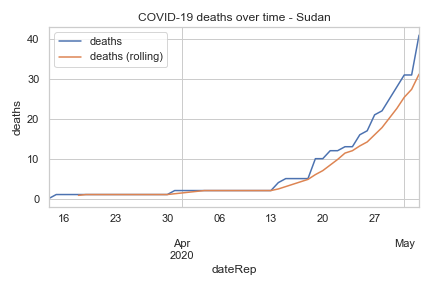 COVID-19 deaths over time - Sudan
deaths
deaths (rolling)
deaths
40
30
20
10
0
16 23 30 06 13 20 27
Apr May
2020
dateRep